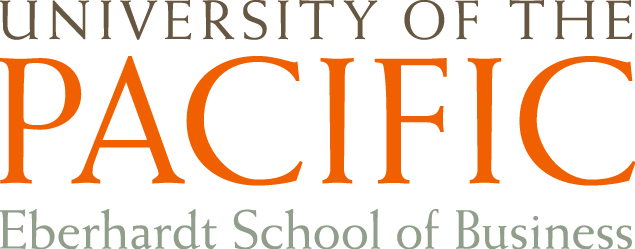 UNIVERSITY OF THE
PACIFIC
Eberhardt School of Business